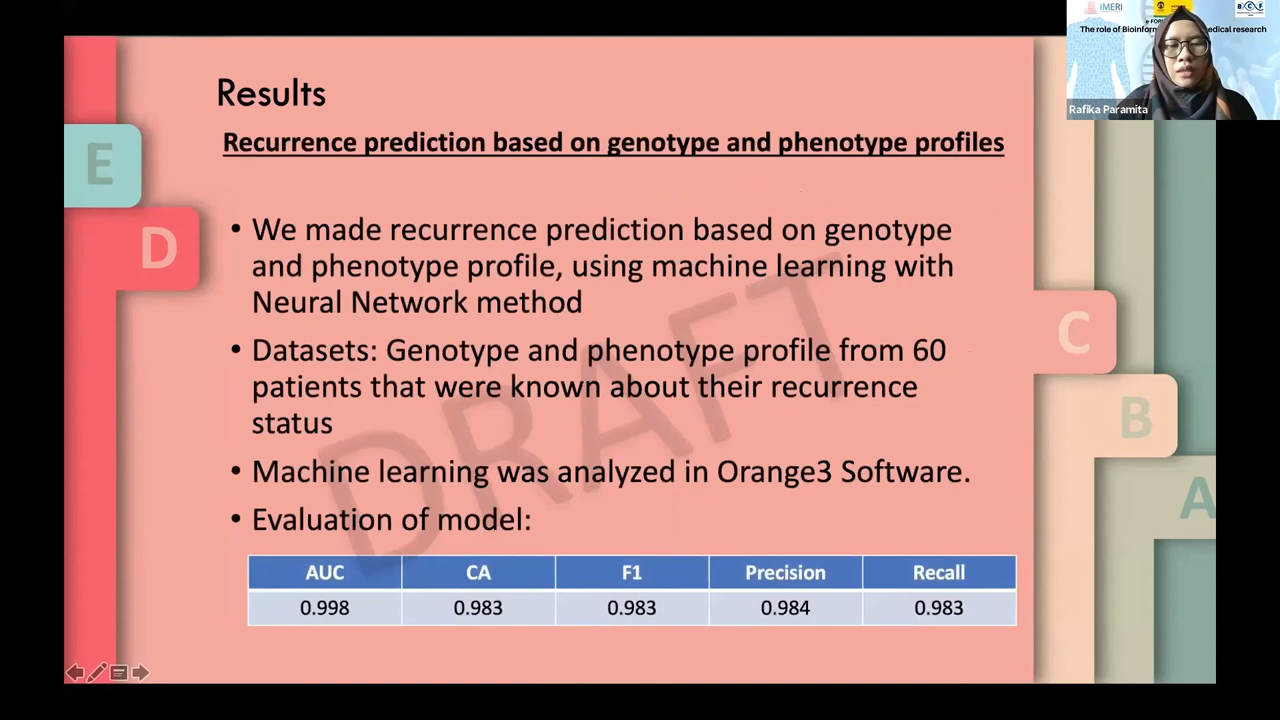 Results
Recurrence prediction based on genotype and phenotype profiles
• We made recurrence prediction based on genotype
and phenotype profile, using machine learning with
Neural Network method
• Datasets: Genotype and phenotype profile from 60
patients that were known about their recurrence
status
• Machine learning was analyzed in Orange3 Software.
• Evaluation of model:
AUC CA F1 Precision Recall
0.998 0.983 0.983 0.984 0.983
DRAFT
E
D
C
B
A
IMERI
BCF
The role of Bioinfor edical research
Rafika Paramita